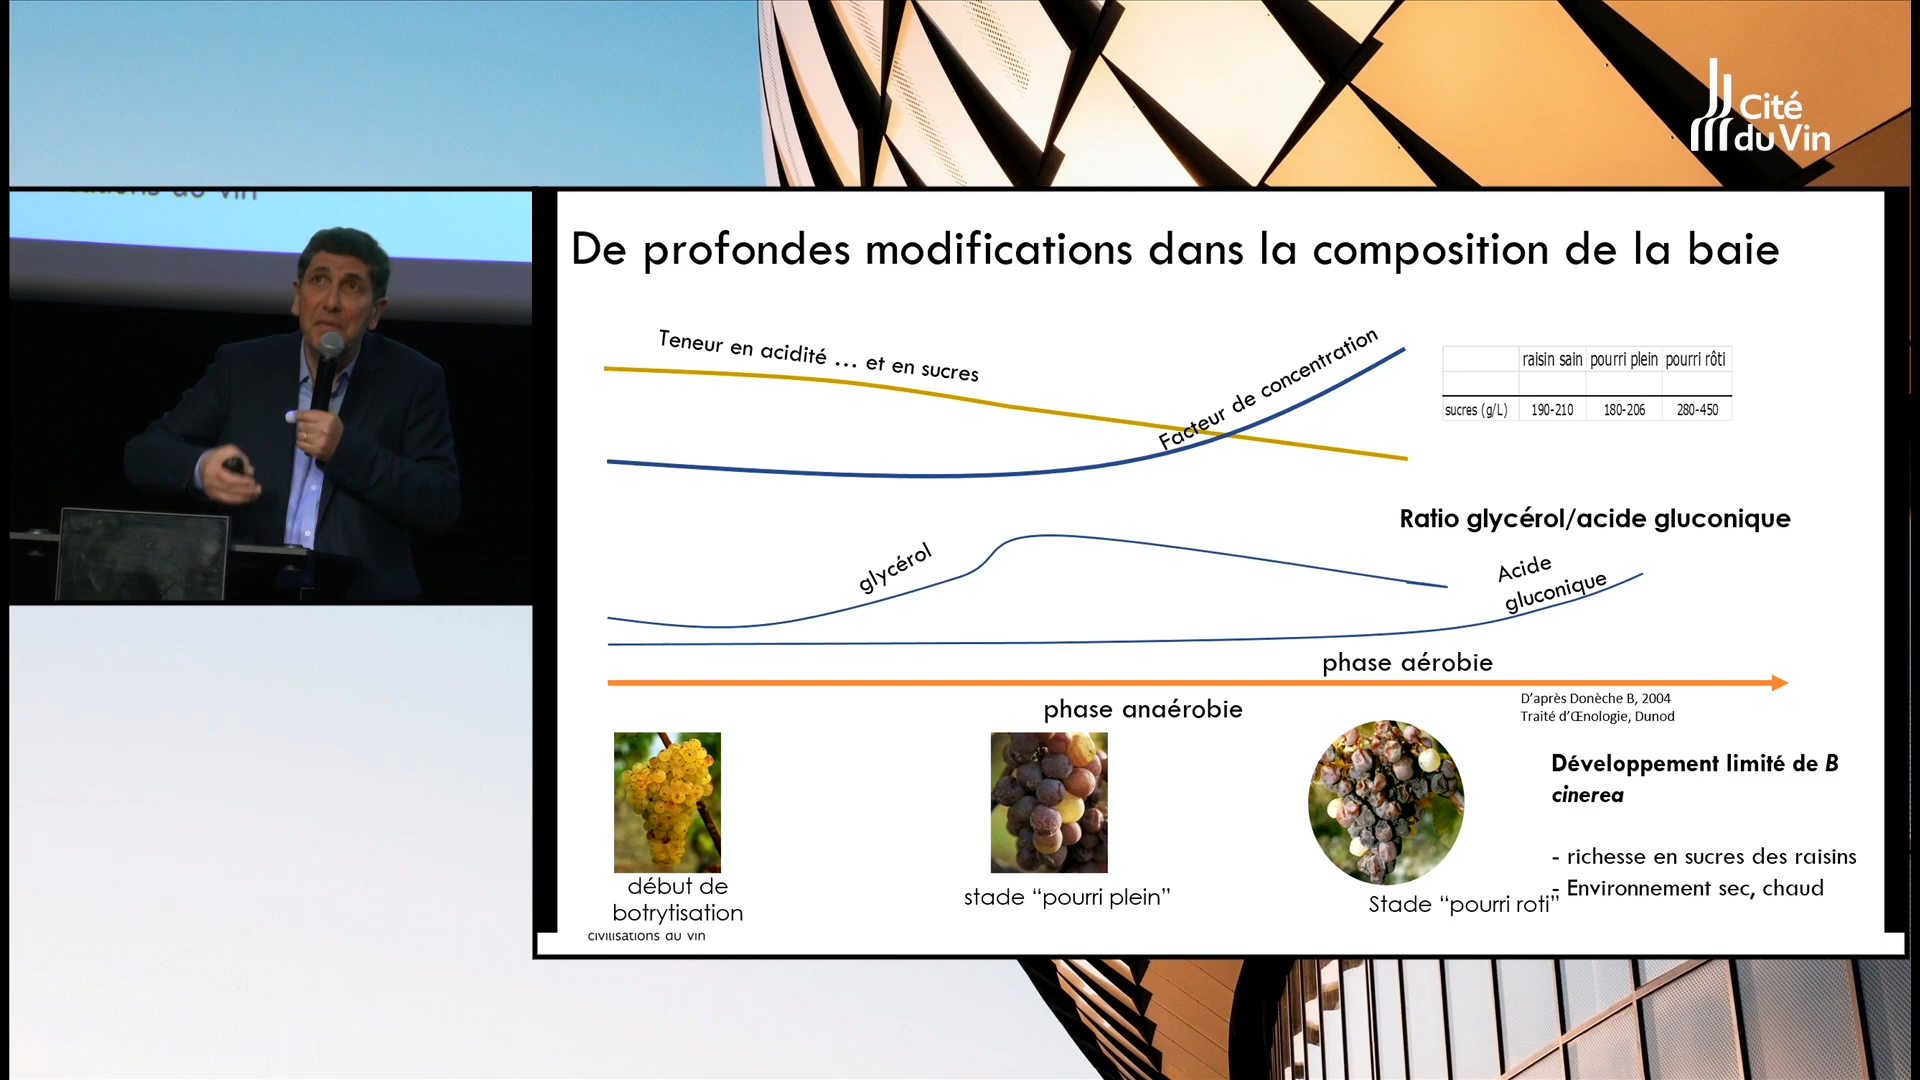 Cité
du Vin
De profondes modifications dans la composition de la baie
Teneur en acidité … et en sucres
Facteur de concentration
raisin sain pourri plein pourri rôti
sucres (g/L) 190-210 180-206 280-450
Ratio glycérol/acide gluconique
glycérol
Acide
gluconique
phase aérobie
phase anaérobie
D'après Donèche B, 2004
Traité d'Œnologie, Dunod
Développement limité de B
cinerea
- richesse en sucres des raisins
- Environnement sec, chaud
début de
botrytisation
stade “pourri plein”
Stade “pourri roti”
civilisations du vin